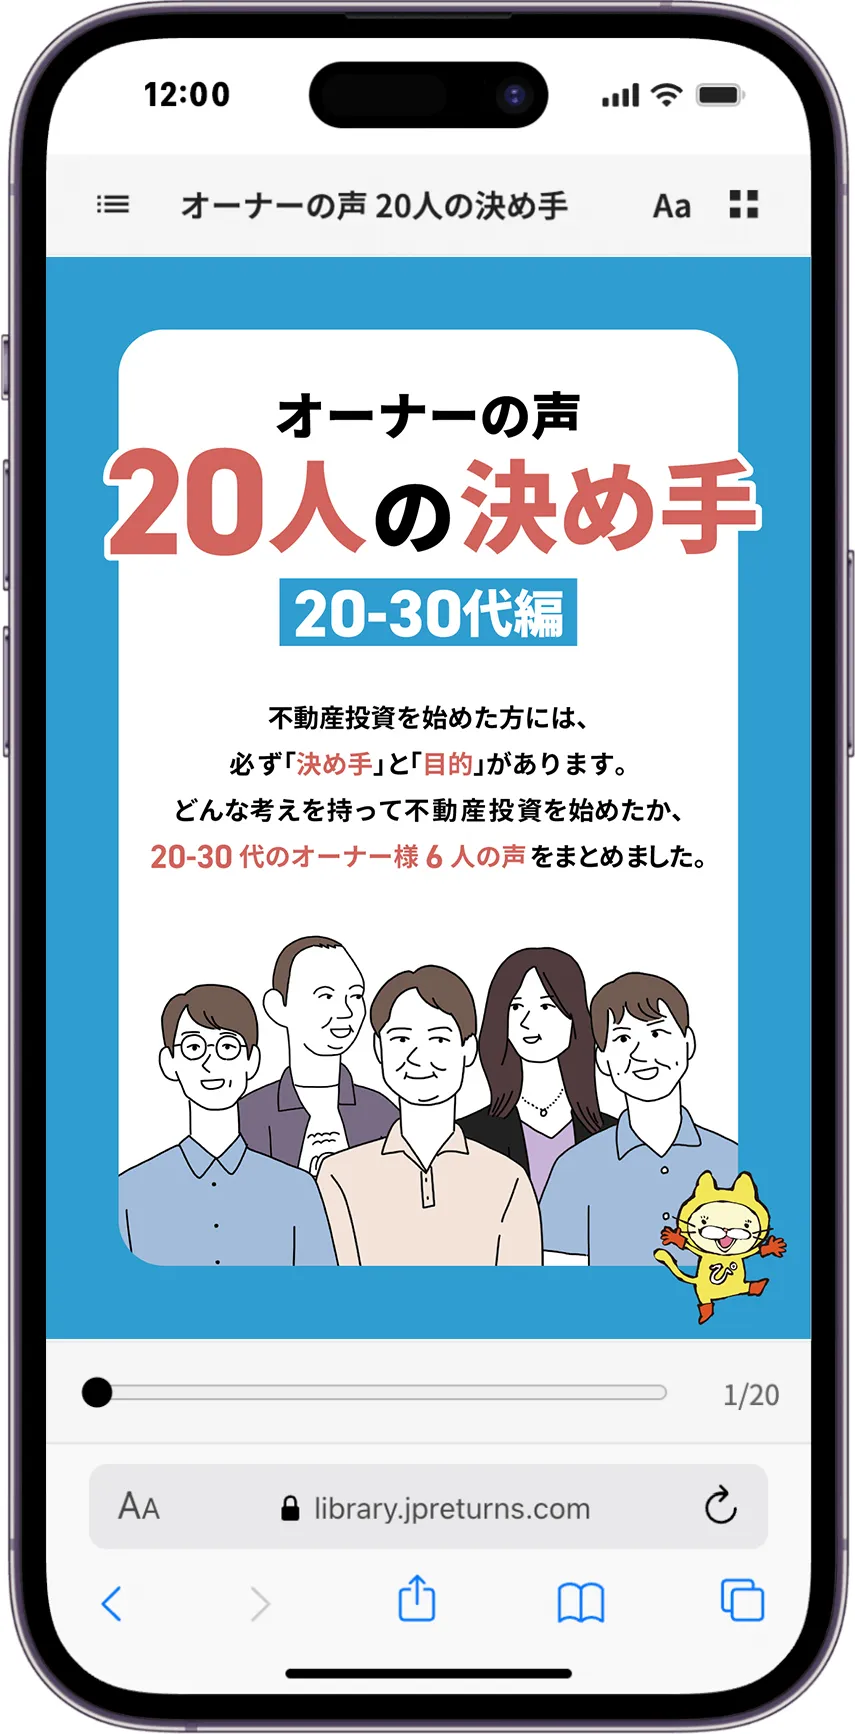 12:00
オーナーの声 20人の決め手
Aa
オーナーの声
20人の決め手
20-30代編
不動産投資を始めた方には、
必ず「決め手」と「目的」があります。
どんな考えを持って不動産投資を始めたか、
20-30 代のオーナー様 6 人の声をまとめました。
ぴ
1/20
AA
library.jpreturns.com